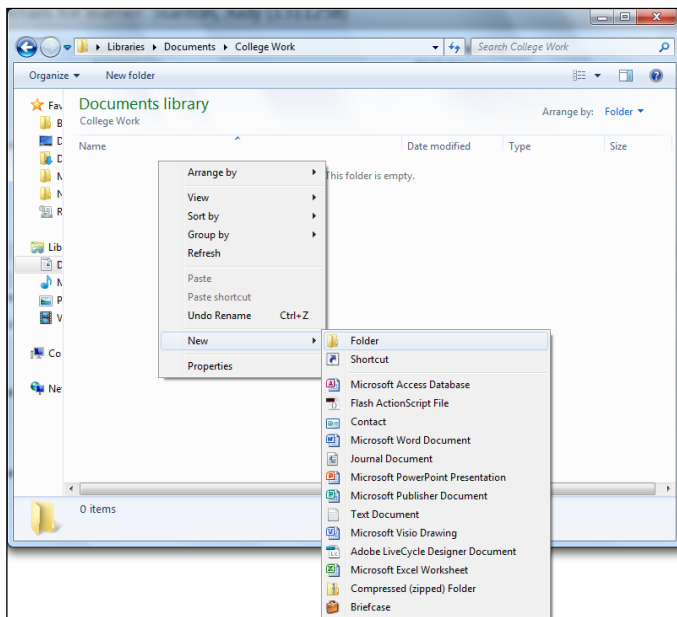 Libraries ▸ Documents ▸ College Work
Search College Work
Organize
New folder
Documents library
College Work
Arrange by: Folder
Name
Date modified
Type
Size
This folder is empty.
Fav
B
D
D
M
N
R
Lib
D
M
P
V
Co
Ne
Arrange by
View
Sort by
Group by
Refresh
Paste
Paste shortcut
Undo Rename Ctrl+Z
New
Properties
Folder
Shortcut
Microsoft Access Database
Flash ActionScript File
Contact
Microsoft Word Document
Journal Document
Microsoft PowerPoint Presentation
Microsoft Publisher Document
Text Document
Microsoft Visio Drawing
Adobe LiveCycle Designer Document
Microsoft Excel Worksheet
Compressed (zipped) Folder
Briefcase
0 items